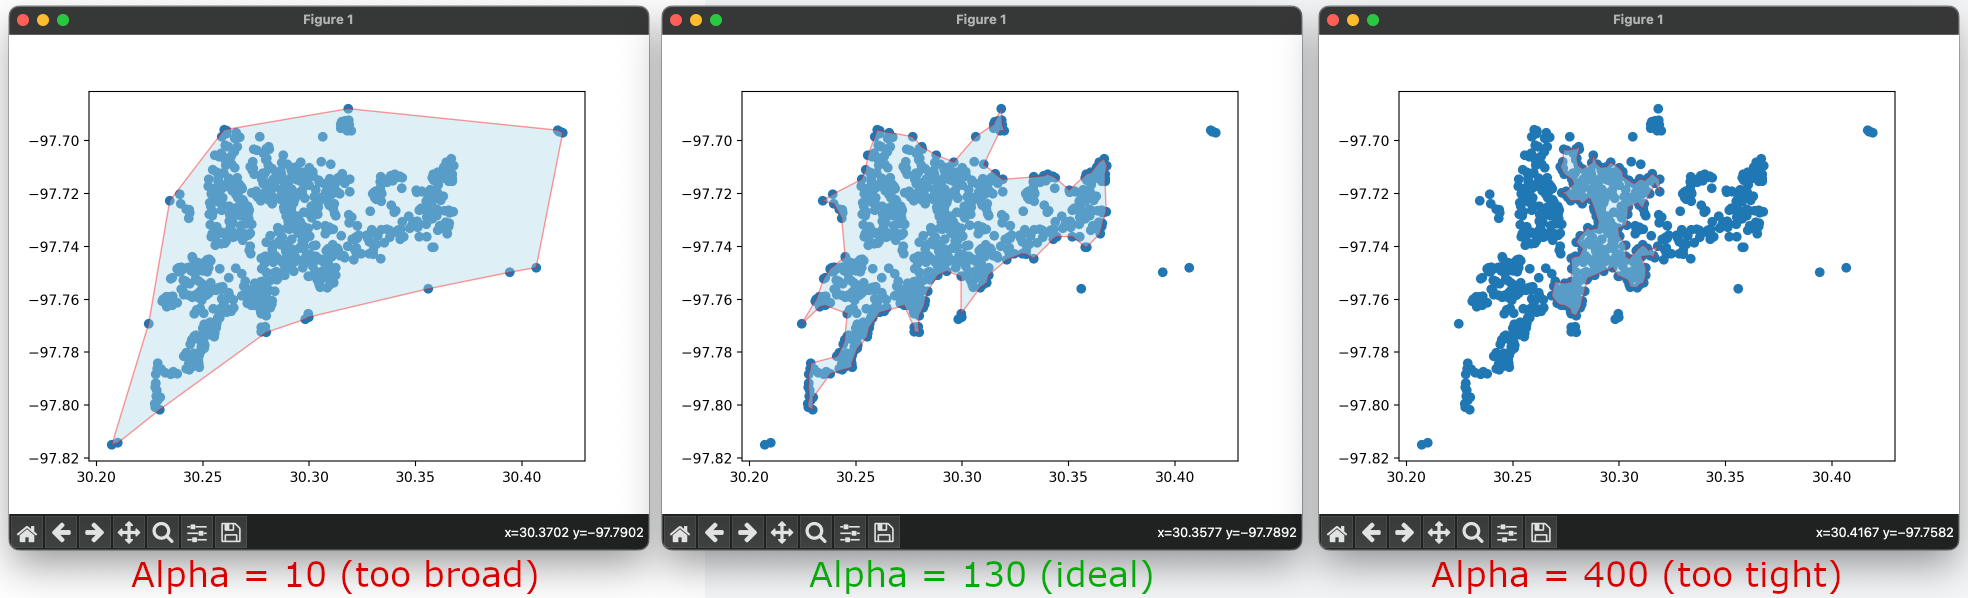 Figure 1
−97.70
−97.72
−97.74
−97.76
−97.78
−97.80
−97.82
30.20 30.25 30.30 30.35 30.40
x=30.3702 y=−97.7902
Alpha = 10 (too broad)
Figure 1
−97.70
−97.72
−97.74
−97.76
−97.78
−97.80
−97.82
30.20 30.25 30.30 30.35 30.40
x=30.3577 y=−97.7892
Alpha = 130 (ideal)
Figure 1
−97.70
−97.72
−97.74
−97.76
−97.78
−97.80
−97.82
30.20 30.25 30.30 30.35 30.40
x=30.4167 y=−97.7582
Alpha = 400 (too tight)